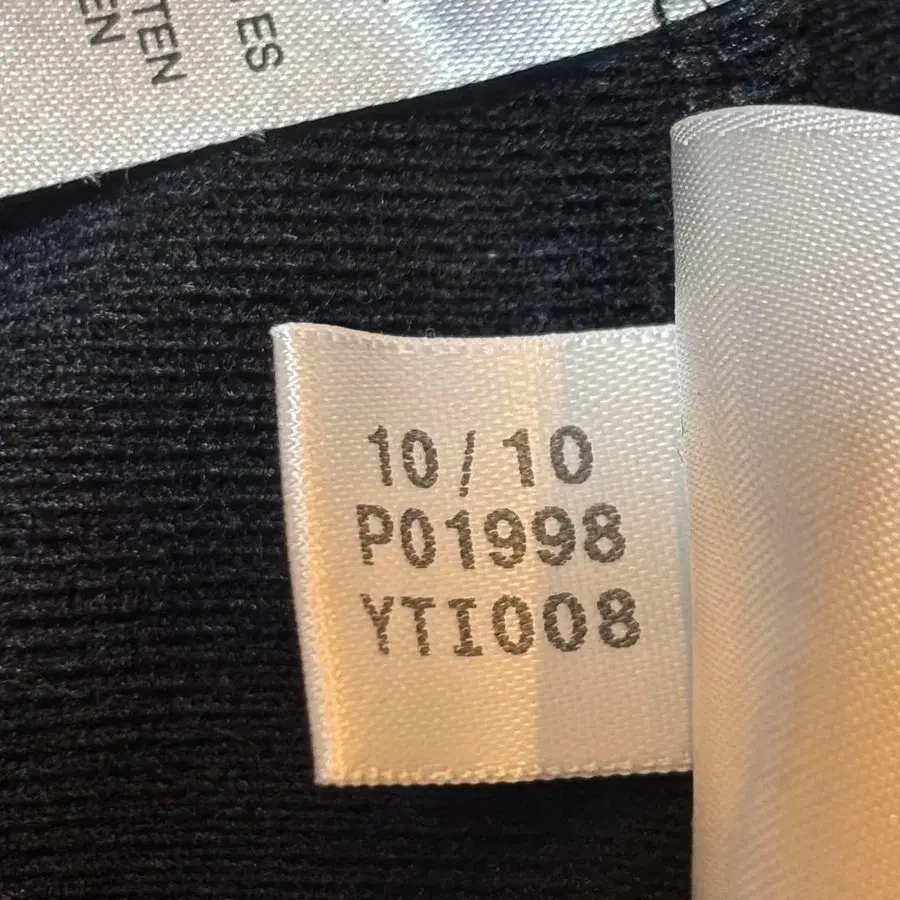 ES
TEN
EN
10/10
P01998
YTI008